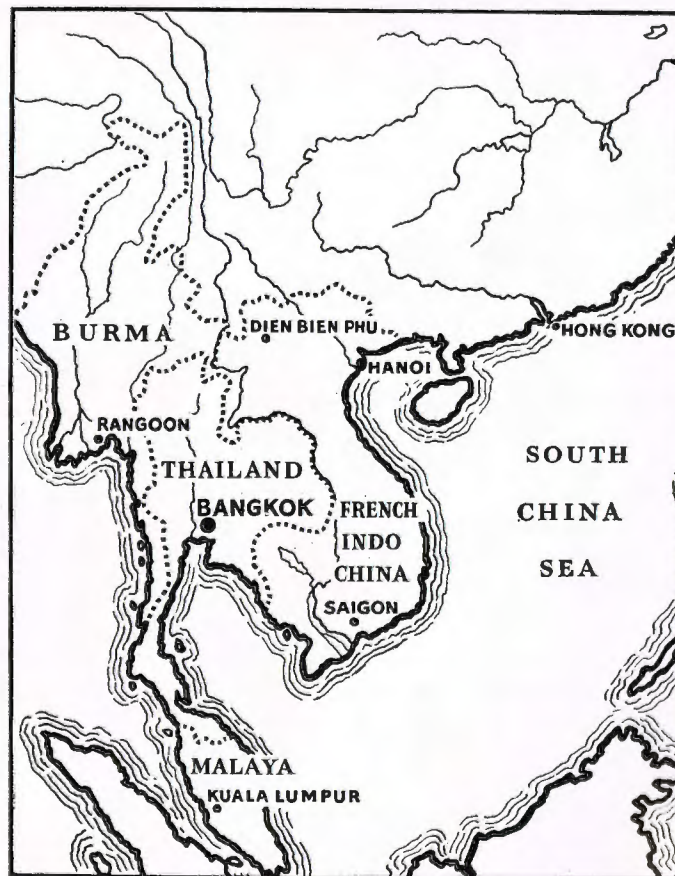 BURMA
DIEN BIEN PHU
HONG KONG
HANOI
RANGOON
THAILAND
BANGKOK
FRENCH
INDO
CHINA
SAIGON
SOUTH
CHINA
SEA
MALAYA
KUALA LUMPUR